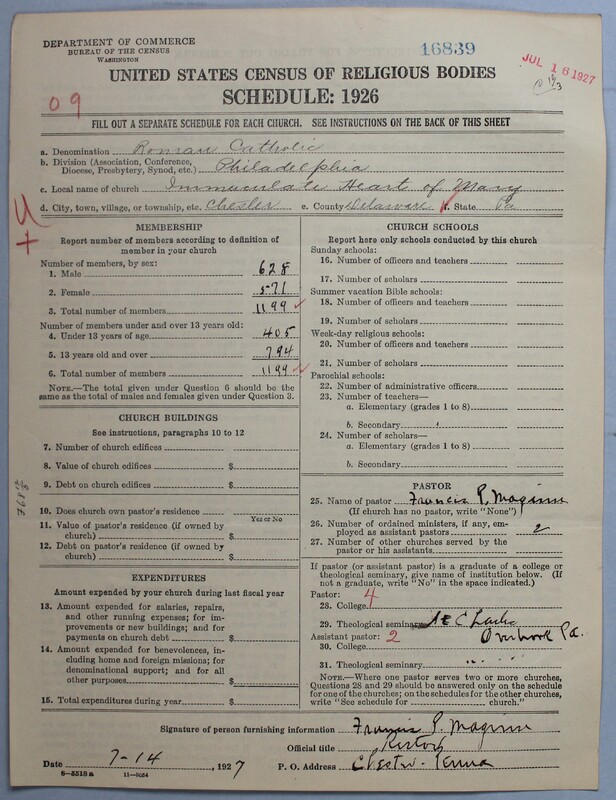 DEPARTMENT OF COMMERCE
BUREAU OF THE CENSUS
WASHINGTON
16839
JUL 16 1927
UNITED STATES CENSUS OF RELIGIOUS BODIES
SCHEDULE: 1926
09
FILL OUT A SEPARATE SCHEDULE FOR EACH CHURCH. SEE INSTRUCTIONS ON THE BACK OF THIS SHEET
a. Denomination Roman Catholic
b. Division (Association, Conference, Diocese, Presbytery, Synod, etc.) Philadelphia
c. Local name of church Immaculate Heart of Mary
d. City, town, village, or township, etc. Chester e. County Delaware f. State Pa
MEMBERSHIP
Report number of members according to definition of
member in your church
Number of members, by sex:
1. Male 628
2. Female 571
3. Total number of members 1199
Number of members under and over 13 years old:
4. Under 13 years of age 405
5. 13 years old and over 794
6. Total number of members 1199
NOTE.—The total given under Question 6 should be
same as the total of males and females given under Question 3.
CHURCH BUILDINGS
See instructions, paragraphs 10 to 12
7. Number of church edifices
8. Value of church edifices $
9. Debt on church edifices $
10. Does church own pastor's residence?
Yes or No
11. Value of pastor's residence (if owned by
church) $
12. Debt on pastor's residence (if owned by
church) $
EXPENDITURES
Amount expended by your church during last fiscal year
13. Amount expended for salaries, repairs,
and other running expenses; for im-
provements or new buildings; and for
payments on church debt $
14. Amount expended for benevolences, in-
cluding home and foreign missions; for
denominational support; and for all
other purposes $
15. Total expenditures during year $
CHURCH SCHOOLS
Report here only schools conducted by this church
Sunday schools:
16. Number of officers and teachers
17. Number of scholars
Summer vacation Bible schools:
18. Number of officers and teachers
19. Number of scholars
Week-day religious schools:
20. Number of officers and teachers
21. Number of scholars
Parochial schools:
22. Number of administrative officers
23. Number of teachers—
a. Elementary (grades 1 to 8)
b. Secondary
24. Number of scholars—
a. Elementary (grades 1 to 8)
b. Secondary
PASTOR
25. Name of pastor Francis P. Maginn
(If church has no pastor, write "None")
26. Number of ordained ministers, if any, em-
ployed as assistant pastors 2
27. Number of other churches served by the
pastor or his assistants
If pastor (or assistant pastor) is a graduate of a college or
theological seminary, give name of institution below. (If
not a graduate, write "No" in the space indicated.)
Pastor: 4
28. College
29. Theological seminary
Assistant pastor: 2 Overbrook Pa.
30. College
31. Theological seminary " "
NOTE.—Where one pastor serves two or more churches,
Questions 28 and 29 should be answered only on the schedule
for one of the churches; on the schedules for the other churches,
write "See schedule for church."
Signature of person furnishing information Francis P. Maginn
Official title Rector
Date 7-14, 1927 P. O. Address Chester - Penna
6-5518a 11-9054